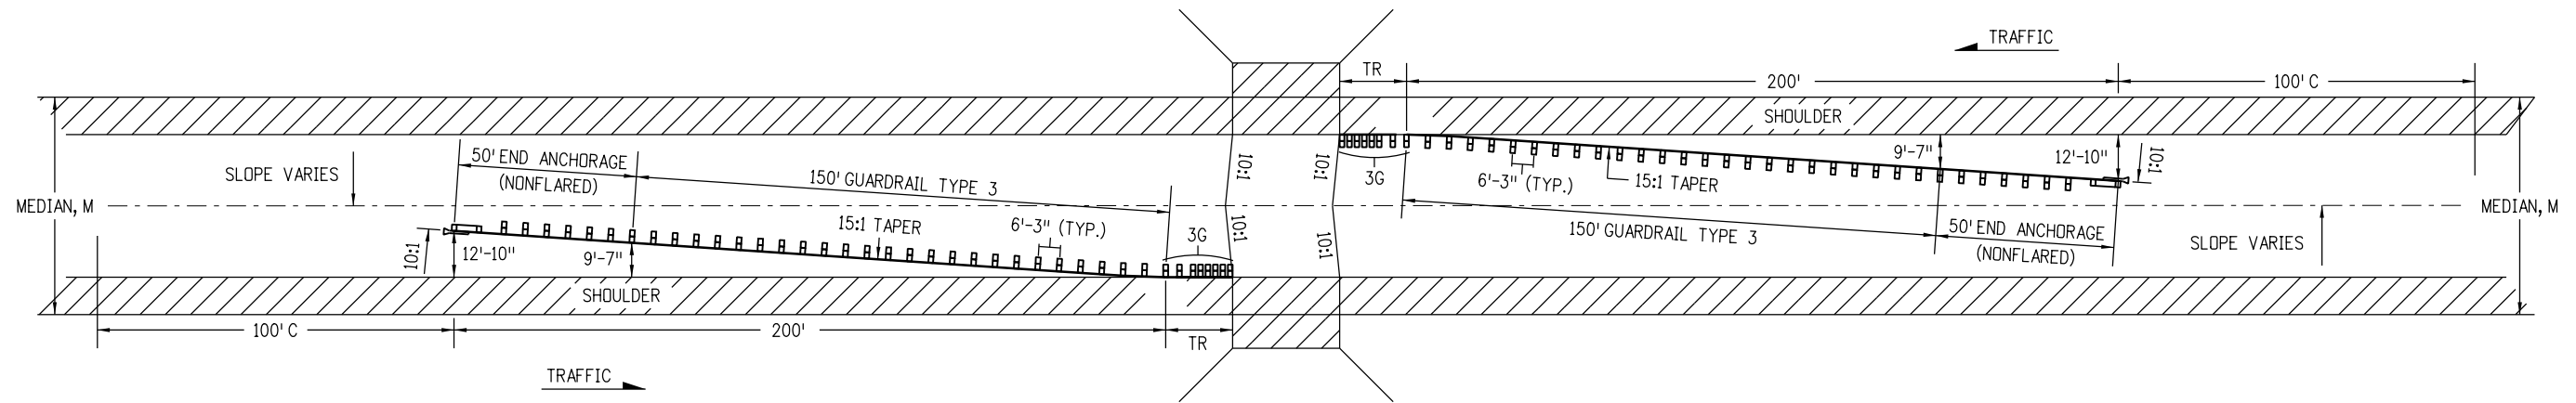 TRAFFIC
TR
200'
100' C
SHOULDER
50' END ANCHORAGE
(NONFLARED)
150' GUARDRAIL TYPE 3
SLOPE VARIES
10:1
10:1
3G
6'-3" (TYP.)
15:1 TAPER
9'-7"
12'-10"
10:1
MEDIAN, M
MEDIAN, M
10:1
12'-10"
9'-7"
15:1 TAPER
6'-3" (TYP.)
3G
10:1
10:1
150' GUARDRAIL TYPE 3
50' END ANCHORAGE
(NONFLARED)
SLOPE VARIES
SHOULDER
100' C
200'
TR
TRAFFIC